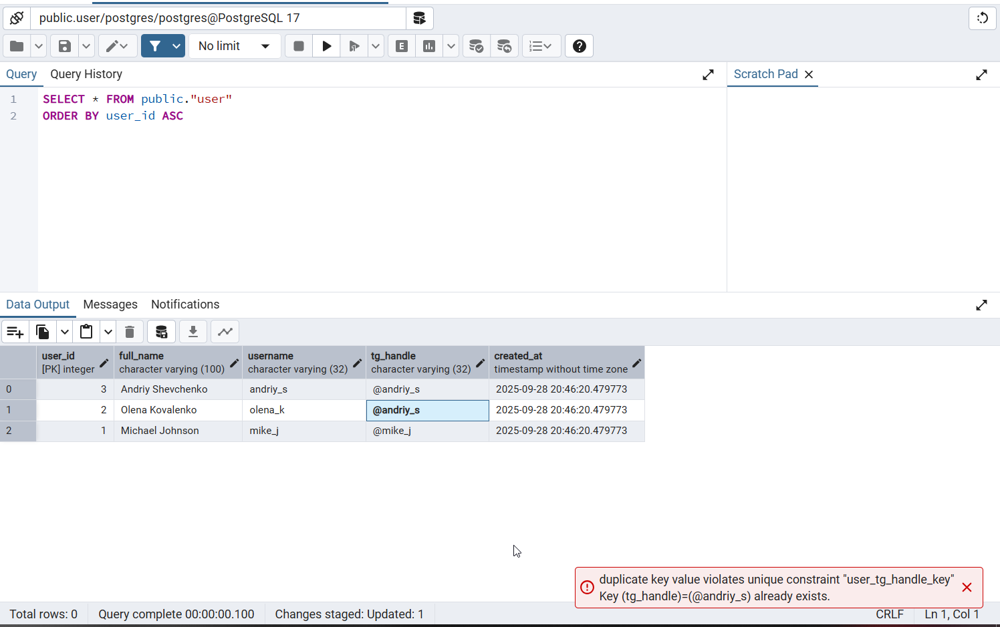 public.user/postgres/postgres@PostgreSQL 17
No limit
E
Query Query History
Scratch Pad
1 SELECT * FROM public."user"
2 ORDER BY user_id ASC
Data Output Messages Notifications
user_id full_name username tg_handle created_at
[PK] integer character varying (100) character varying (32) character varying (32) timestamp without time zone
0 3 Andriy Shevchenko andriy_s @andriy_s 2025-09-28 20:46:20.479773
1 2 Olena Kovalenko olena_k @andriy_s 2025-09-28 20:46:20.479773
2 1 Michael Johnson mike_j @mike_j 2025-09-28 20:46:20.479773
duplicate key value violates unique constraint "user_tg_handle_key"
Key (tg_handle)=(@andriy_s) already exists.
Total rows: 0 Query complete 00:00:00.100 Changes staged: Updated: 1 CRLF Ln 1, Col 1